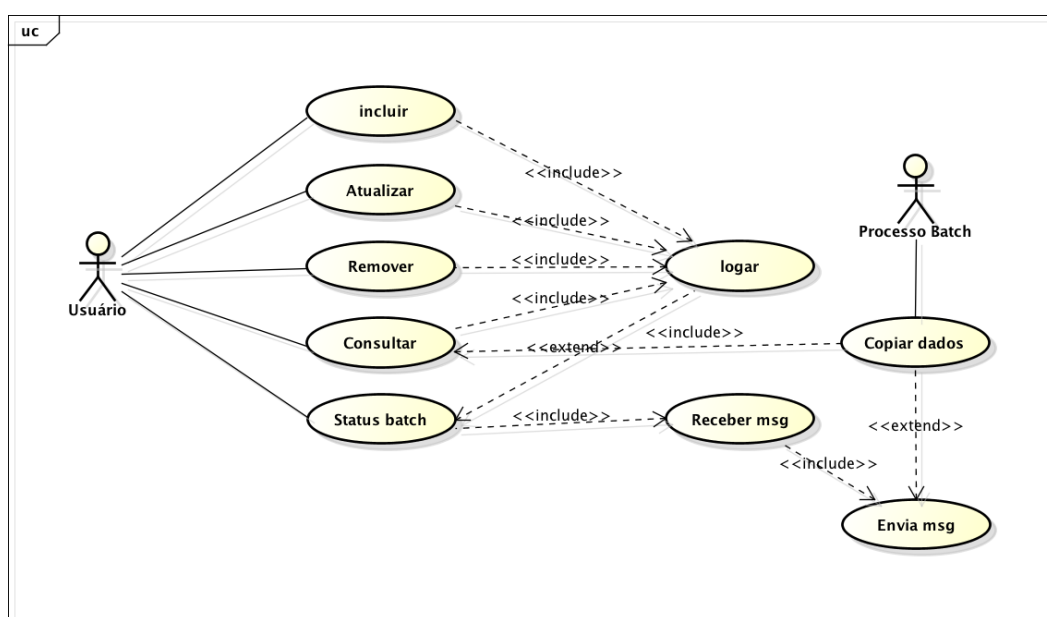 uc
incluir
<<include>>
Atualizar
<<include>>
Processo Batch
Remover
<<include>>
logar
Usuário
<<include>>
<<include>>
Consultar
<<extend>>
Copiar dados
Status batch
<<include>>
Receber msg
<<extend>>
<<include>>
Envia msg